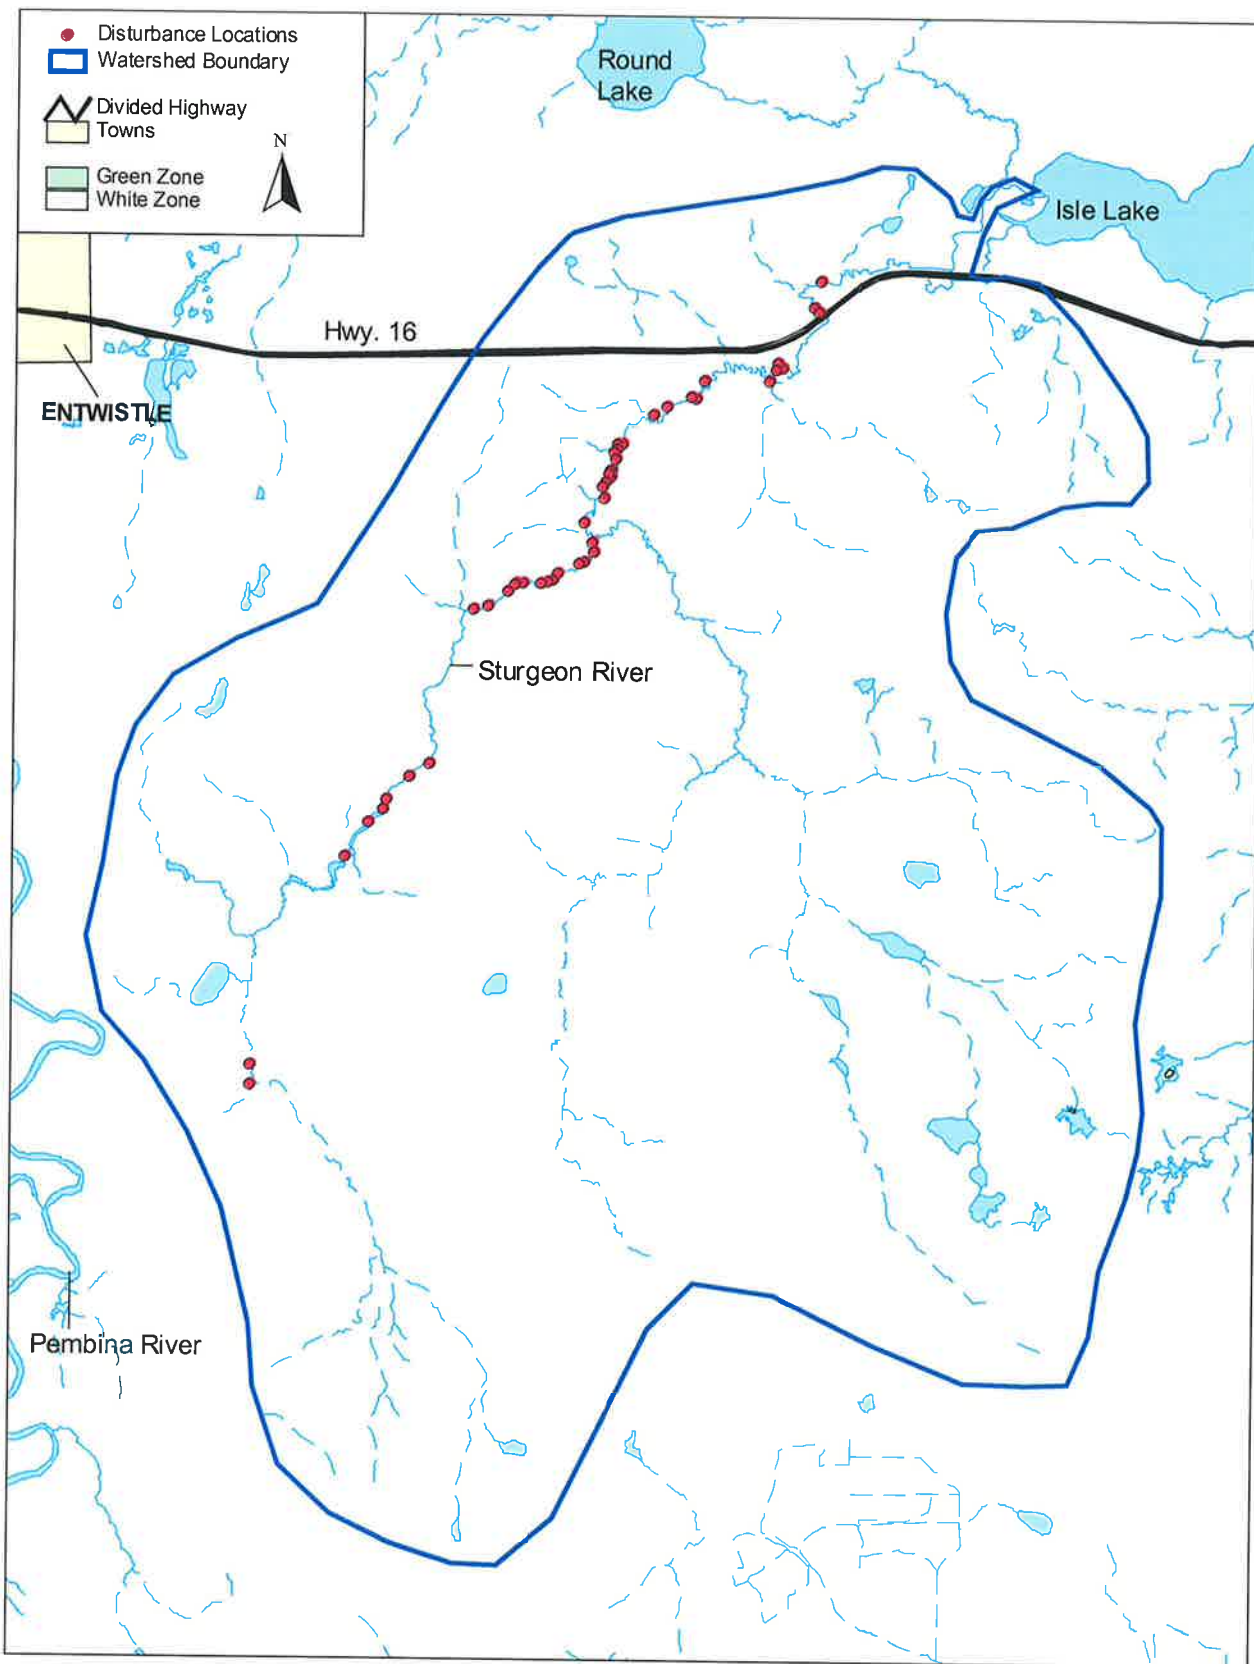 Disturbance Locations
Watershed Boundary
Divided Highway
Towns
Green Zone
White Zone
N
Round
Lake
Isle Lake
Hwy. 16
ENTWISTLE
Sturgeon River
Pembina River